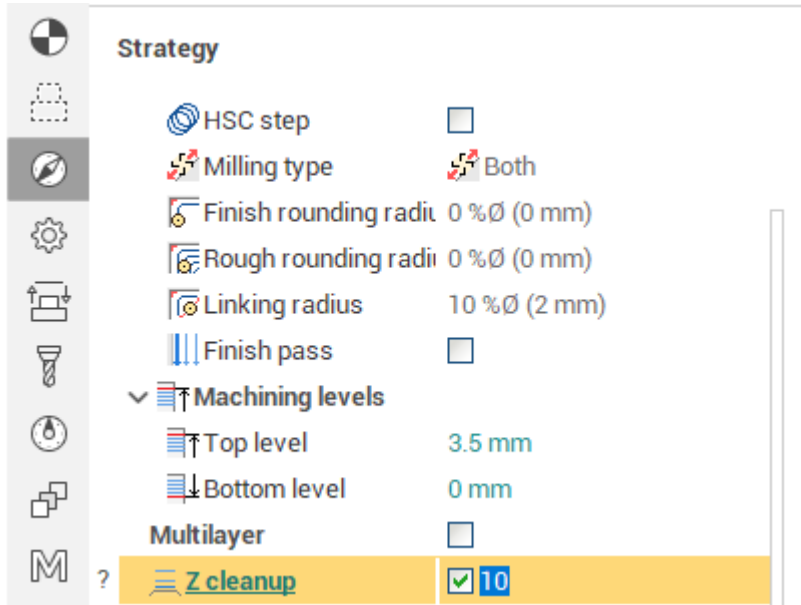 Strategy
HSC step
Milling type Both
Finish rounding radiu 0 %Ø (0 mm)
Rough rounding radi 0 %Ø (0 mm)
Linking radius 10 %Ø (2 mm)
Finish pass
Machining levels
Top level 3.5 mm
Bottom level 0 mm
Multilayer
? Z cleanup 10